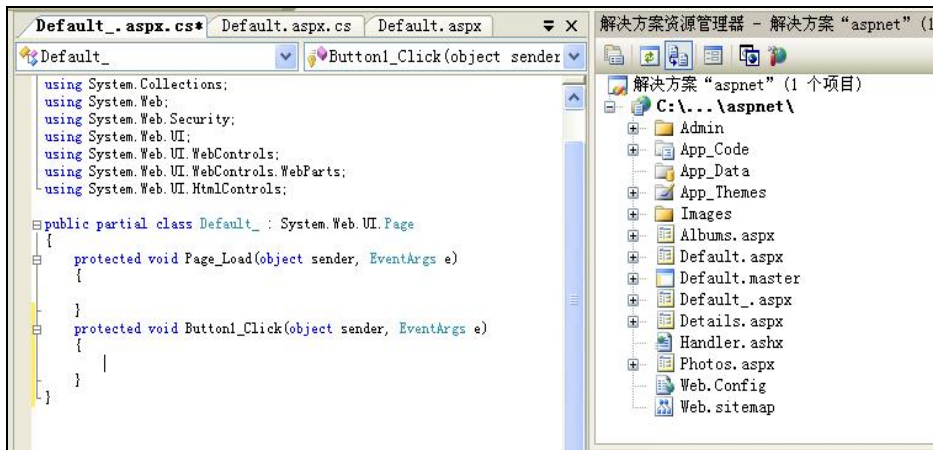 Default_.aspx.cs* Default.aspx.cs Default.aspx
Default_ Button1_Click(object sender
using System.Collections;
using System.Web;
using System.Web.Security;
using System.Web.UI;
using System.Web.UI.WebControls;
using System.Web.UI.WebControls.WebParts;
using System.Web.UI.HtmlControls;
public partial class Default_ : System.Web.UI.Page
{
protected void Page_Load(object sender, EventArgs e)
{
}
protected void Button1_Click(object sender, EventArgs e)
{
}
}
解决方案资源管理器 - 解决方案“aspnet”(1
解决方案“aspnet”(1 个项目)
C:\...\aspnet\
Admin
App_Code
App_Data
App_Themes
Images
Albums.aspx
Default.aspx
Default.master
Default_.aspx
Details.aspx
Handler.ashx
Photos.aspx
Web.Config
Web.sitemap